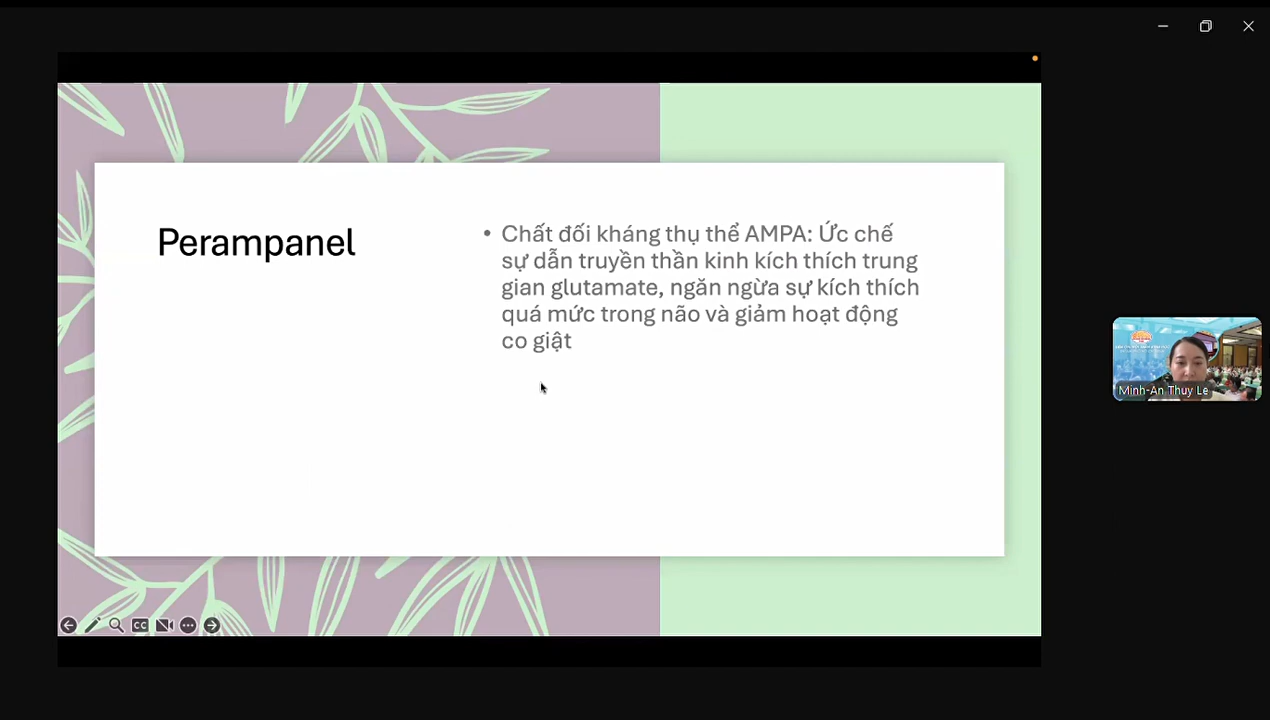 Perampanel
• Chất đối kháng thụ thể AMPA: Ức chế
sự dẫn truyền thần kinh kích thích trung
gian glutamate, ngăn ngừa sự kích thích
quá mức trong não và giảm hoạt động
co giật
Minh-An Thuy Le
CC